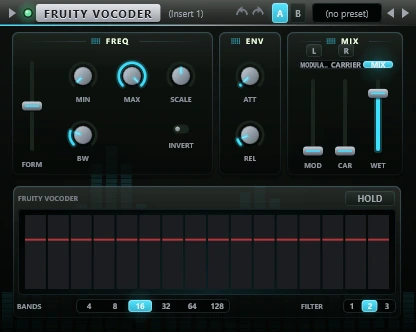 FRUITY VOCODER (Insert 1) A B (no preset)
FREQ ENV MIX
L R
MODULA... CARRIER MIX
MIN MAX SCALE ATT
FORM BW INVERT REL MOD CAR WET
FRUITY VOCODER HOLD
BANDS 4 8 16 32 64 128 FILTER 1 2 3